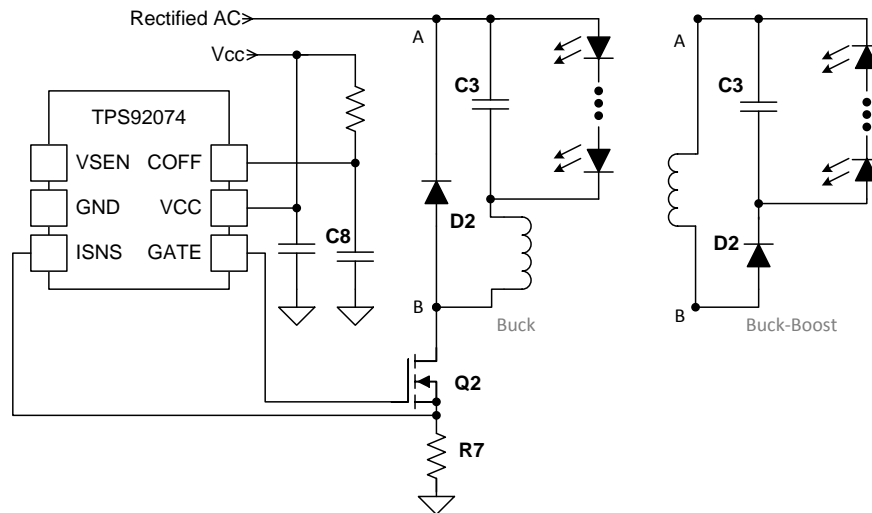 Rectified AC
A
Vcc
C3
A
C3
TPS92074
VSEN COFF
GND VCC
ISNS GATE
C8
D2
D2
B
Buck
B
Buck-Boost
Q2
R7